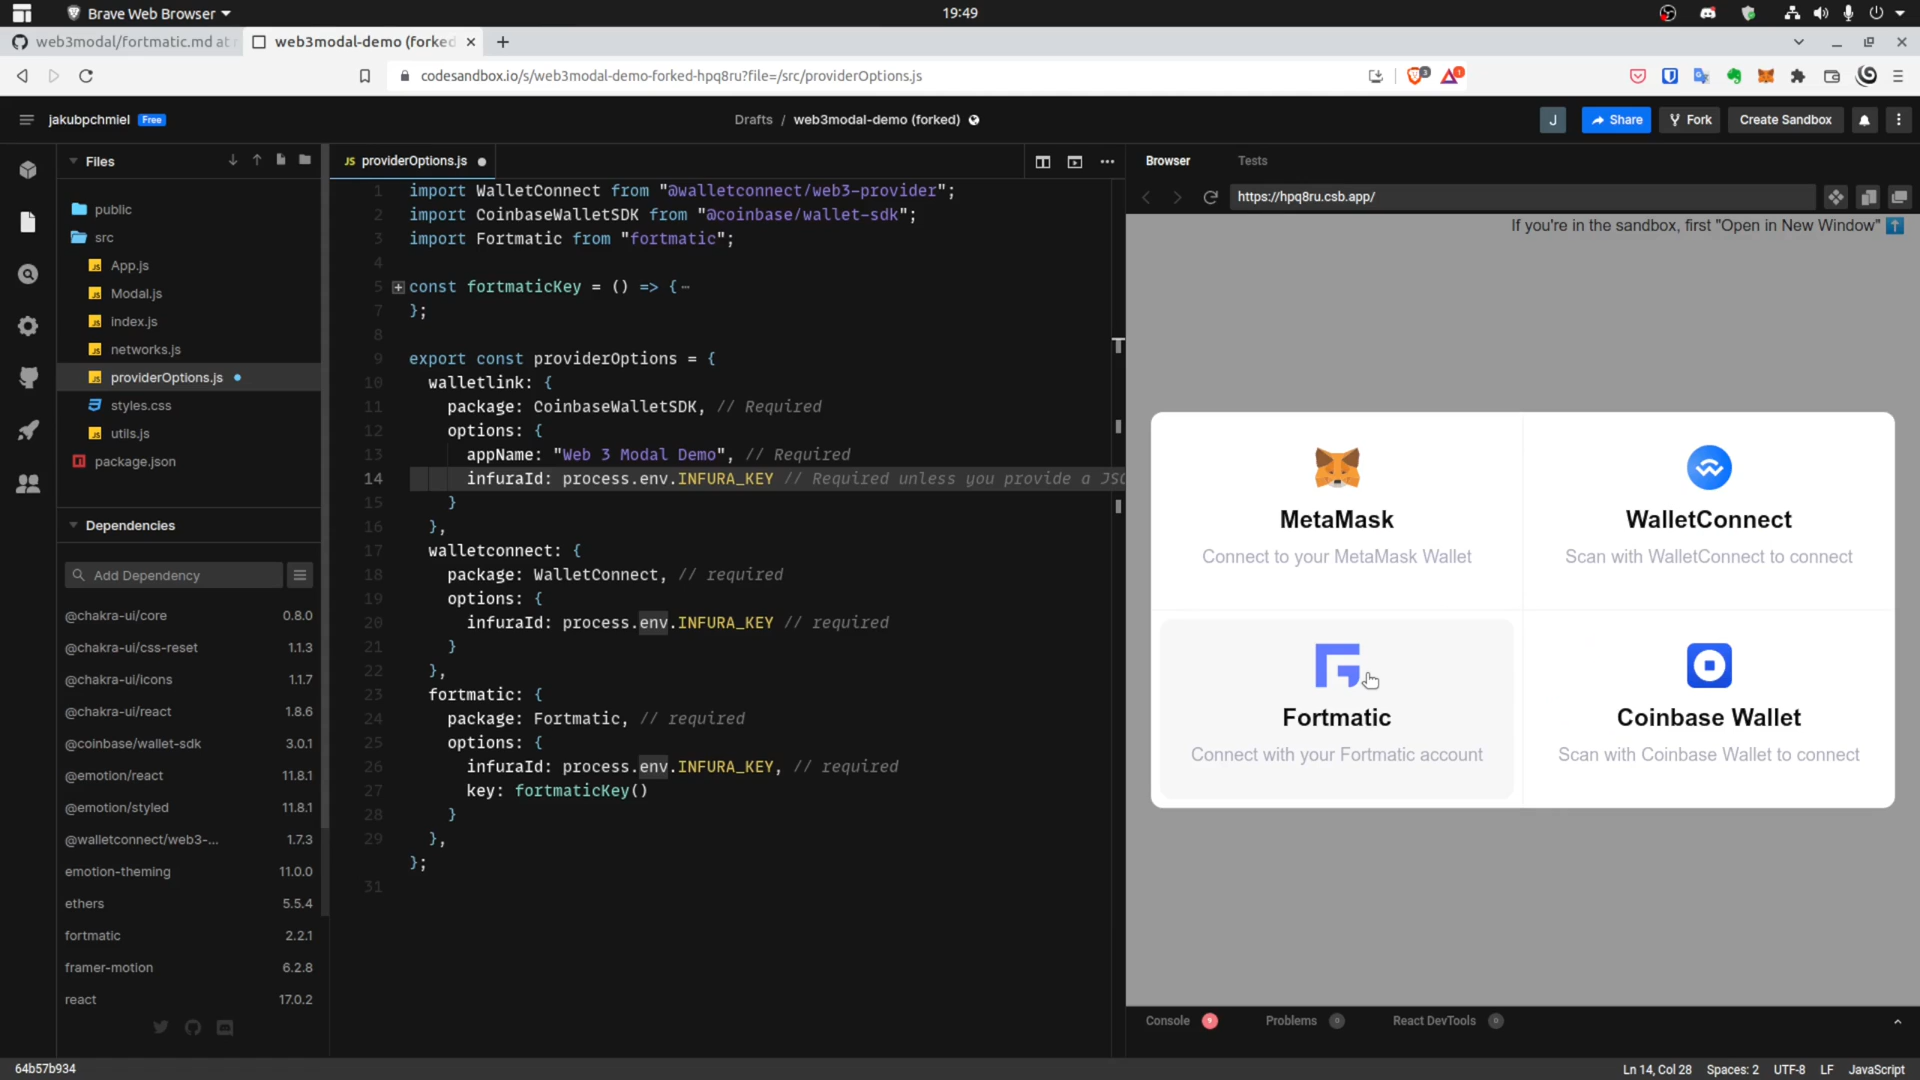 Brave Web Browser
19:49
web3modal/fortmatic.md at
web3modal-demo (forked
codesandbox.io/s/web3modal-demo-forked-hpq8ru?file=/src/providerOptions.js
3
1
jakubpchmiel Free
Drafts / web3modal-demo (forked)
J
Share
Fork
Create Sandbox
Files
public
src
App.js
Modal.js
index.js
networks.js
providerOptions.js
styles.css
utils.js
package.json
Dependencies
Add Dependency
@chakra-ui/core 0.8.0
@chakra-ui/css-reset 1.1.3
@chakra-ui/icons 1.1.7
@chakra-ui/react 1.8.6
@coinbase/wallet-sdk 3.0.1
@emotion/react 11.8.1
@emotion/styled 11.8.1
@walletconnect/web3-... 1.7.3
emotion-theming 11.0.0
ethers 5.5.4
fortmatic 2.2.1
framer-motion 6.2.8
react 17.0.2
JS providerOptions.js
1 import WalletConnect from "@walletconnect/web3-provider";
2 import CoinbaseWalletSDK from "@coinbase/wallet-sdk";
3 import Fortmatic from "fortmatic";
4
5 const fortmaticKey = () => {⋯
7 };
8
9 export const providerOptions = {
10 walletlink: {
11 package: CoinbaseWalletSDK, // Required
12 options: {
13 appName: "Web 3 Modal Demo", // Required
14 infuraId: process.env.INFURA_KEY // Required unless you provide a JSO
15 }
16 },
17 walletconnect: {
18 package: WalletConnect, // required
19 options: {
20 infuraId: process.env.INFURA_KEY // required
21 }
22 },
23 fortmatic: {
24 package: Fortmatic, // required
25 options: {
26 infuraId: process.env.INFURA_KEY, // required
27 key: fortmaticKey()
28 }
29 },
};
31
Browser
Tests
https://hpq8ru.csb.app/
If you're in the sandbox, first "Open in New Window" ⬆️
MetaMask
Connect to your MetaMask Wallet
WalletConnect
Scan with WalletConnect to connect
Fortmatic
Connect with your Fortmatic account
Coinbase Wallet
Scan with Coinbase Wallet to connect
Console 9
Problems 0
React DevTools 0
64b57b934
Ln 14, Col 28
Spaces: 2
UTF-8
LF
JavaScript